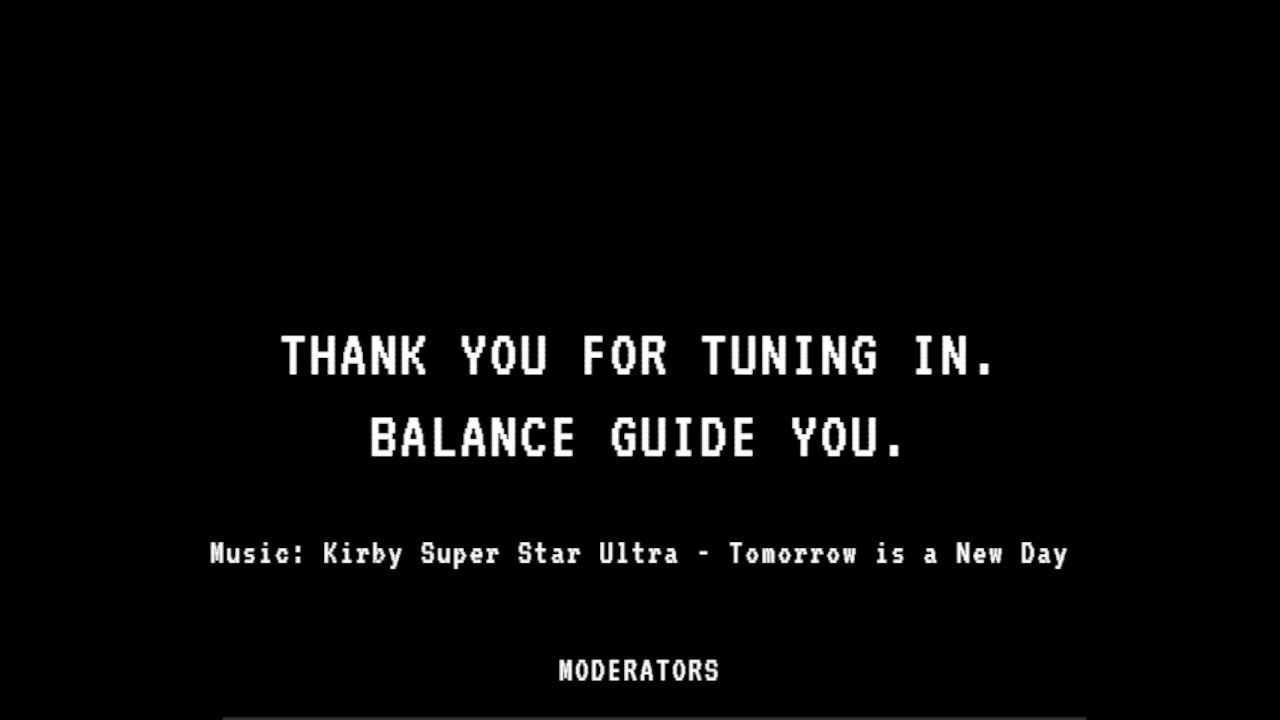 THANK YOU FOR TUNING IN.
BALANCE GUIDE YOU.
Music: Kirby Super Star Ultra - Tomorrow is a New Day
MODERATORS